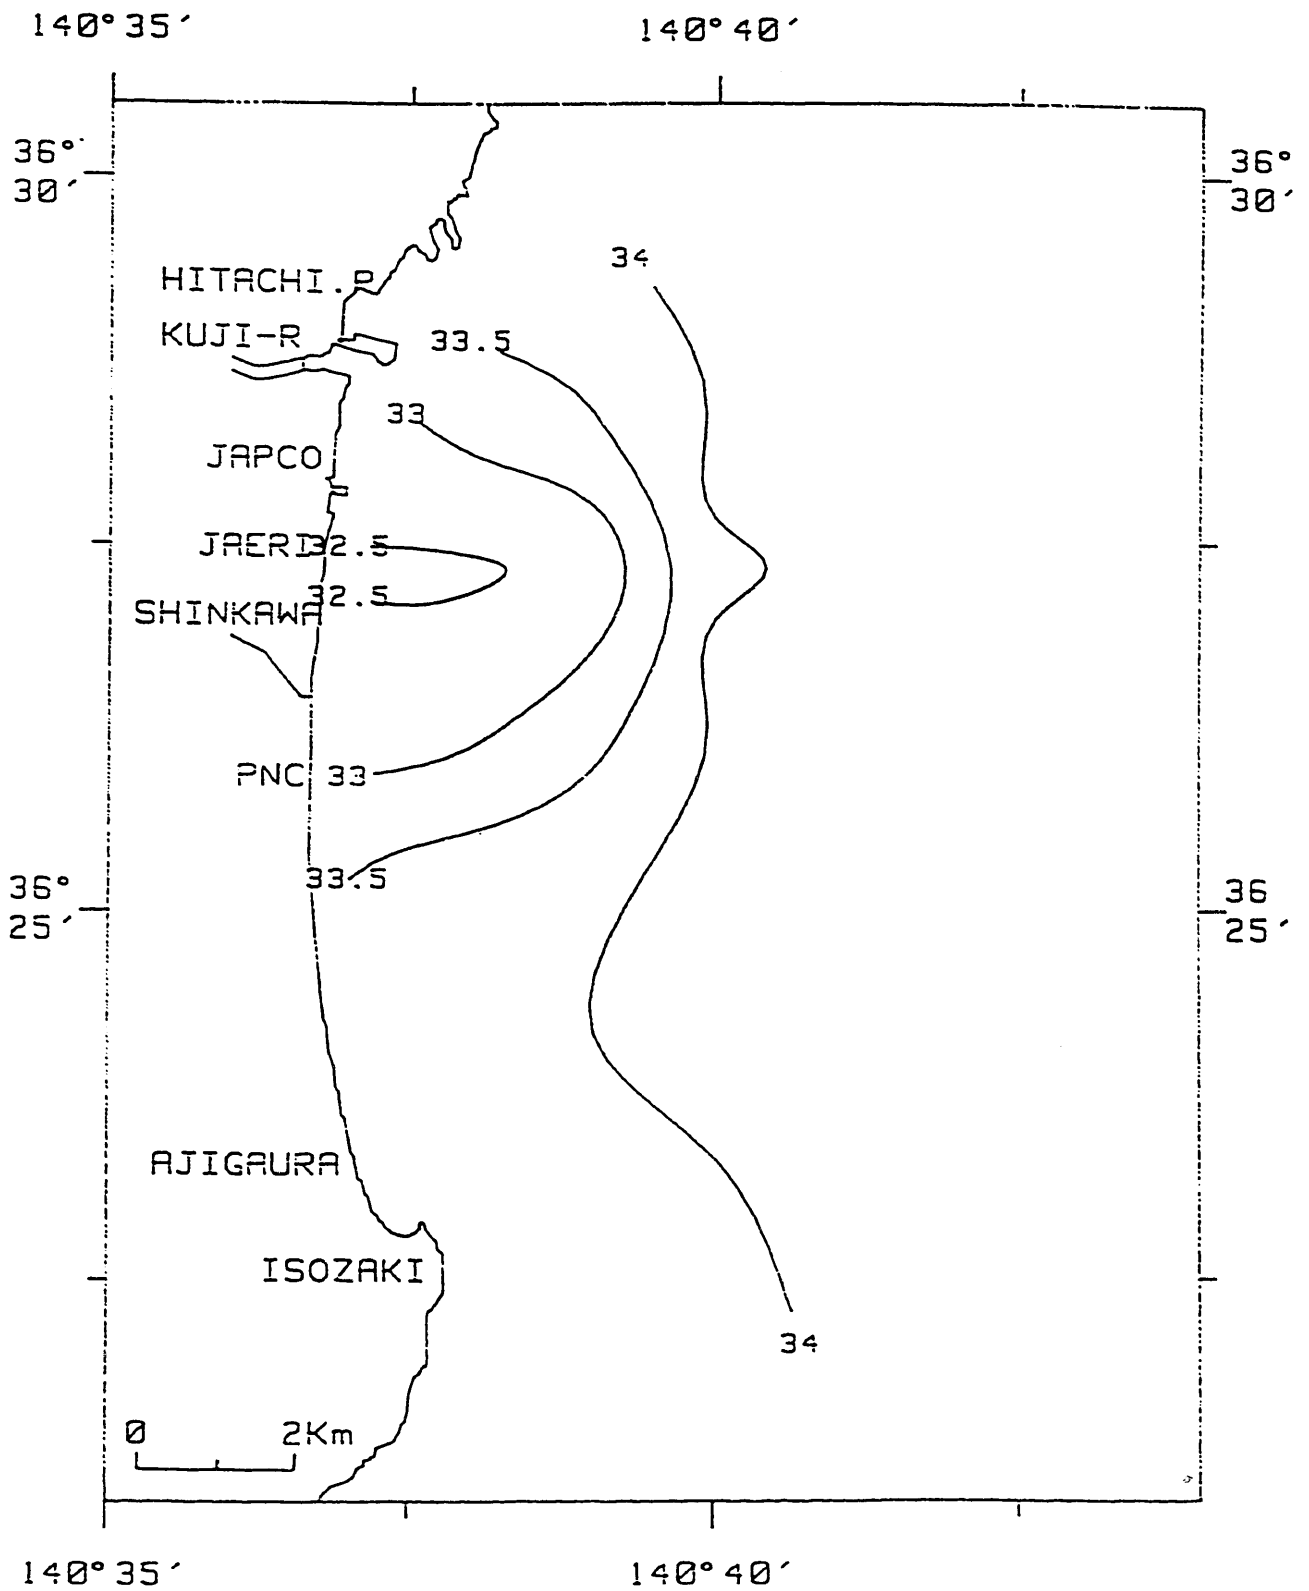 140°35′ 140°40′
36°
30′
36°
30′
34
HITACHI.P
KUJI-R
33.5
33
JAPCO
JAERI 32.5
32.5
SHINKAWA
PNC 33
33.5
36°
25′
36
25′
AJIGAURA
ISOZAKI
34
0 2Km
140°35′ 140°40′